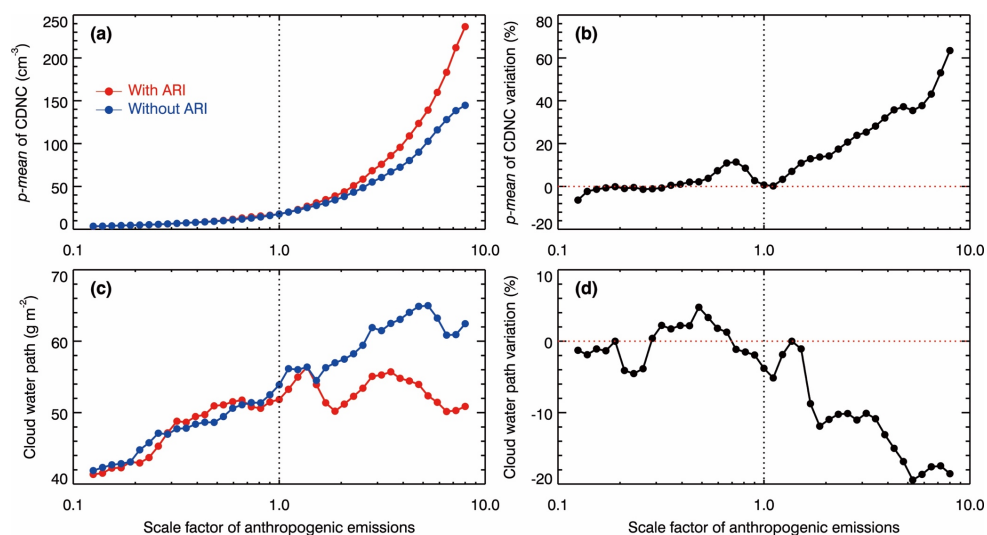 (a)
p-mean of CDNC (cm-3)
250
200
150
100
50
0
With ARI
Without ARI
0.1
1.0
10.0
(b)
p-mean of CDNC variation (%)
80
60
40
20
0
-20
0.1
1.0
10.0
(c)
Cloud water path (g m-2)
70
60
50
40
0.1
1.0
10.0
Scale factor of anthropogenic emissions
(d)
Cloud water path variation (%)
10
0
-10
-20
0.1
1.0
10.0
Scale factor of anthropogenic emissions